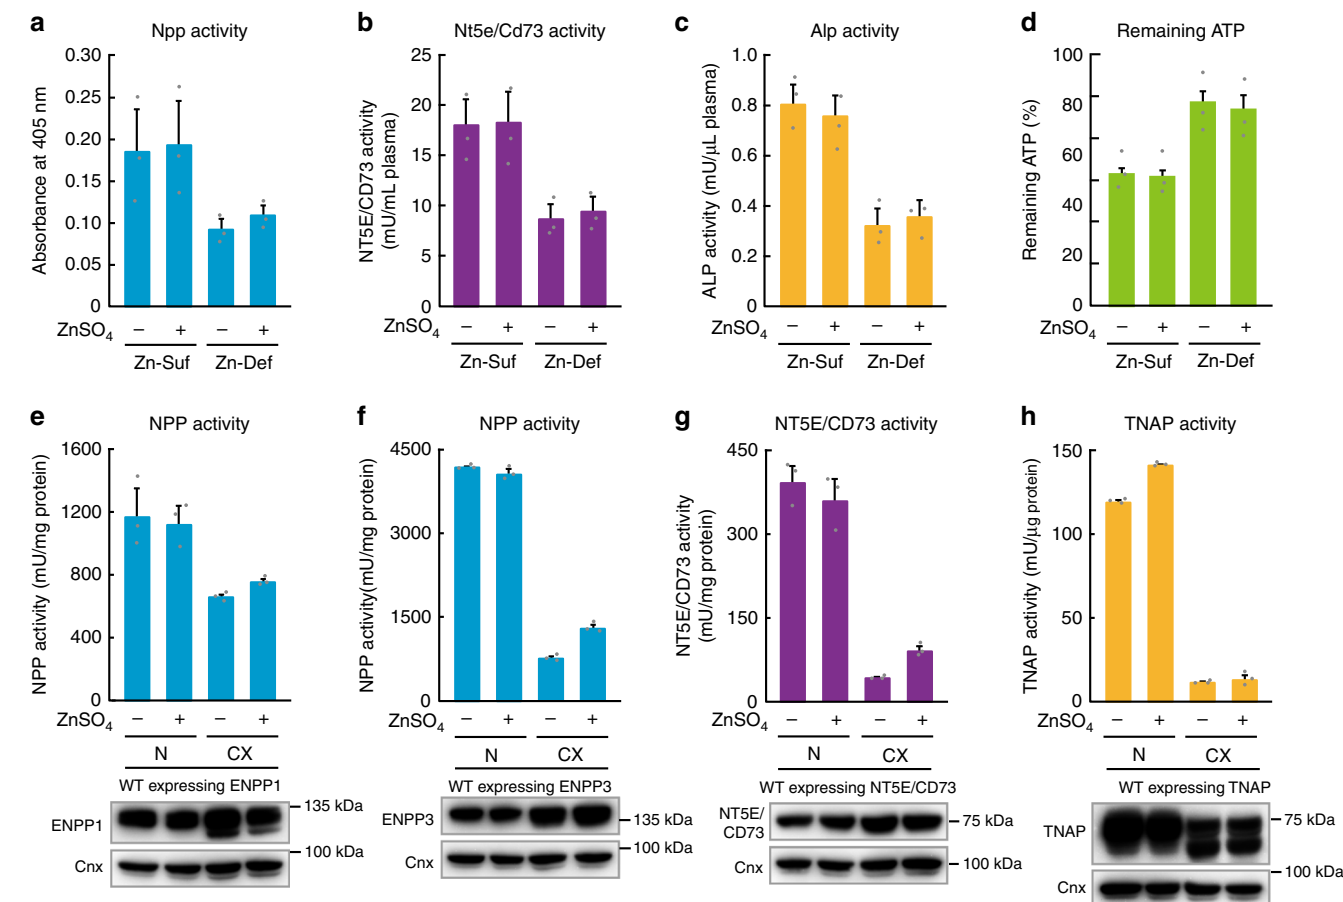 a
Npp activity
Absorbance at 405 nm
0.30
0.25
0.20
0.15
0.10
0.05
0
ZnSO4
– + – +
Zn-Suf Zn-Def
b
Nt5e/Cd73 activity
NT5E/CD73 activity
(mU/mL plasma)
25
20
15
10
5
0
ZnSO4
– + – +
Zn-Suf Zn-Def
c
Alp activity
ALP activity (mU/µL plasma)
1.0
0.8
0.6
0.4
0.2
0
ZnSO4
– + – +
Zn-Suf Zn-Def
d
Remaining ATP
Remaining ATP (%)
100
80
60
40
20
0
ZnSO4
– + – +
Zn-Suf Zn-Def
e
NPP activity
NPP activity (mU/mg protein)
1600
1200
800
400
0
ZnSO4
– + – +
N CX
WT expressing ENPP1
ENPP1
135 kDa
Cnx
100 kDa
f
NPP activity
NPP activity(mU/mg protein)
4500
3000
1500
0
ZnSO4
– + – +
N CX
WT expressing ENPP3
ENPP3
135 kDa
Cnx
100 kDa
g
NT5E/CD73 activity
NT5E/CD73 activity
(mU/mg protein)
450
300
150
0
ZnSO4
– + – +
N CX
WT expressing NT5E/CD73
NT5E/
CD73
75 kDa
Cnx
100 kDa
h
TNAP activity
TNAP activity (mU/µg protein)
150
100
50
0
ZnSO4
– + – +
N CX
WT expressing TNAP
TNAP
75 kDa
Cnx
100 kDa